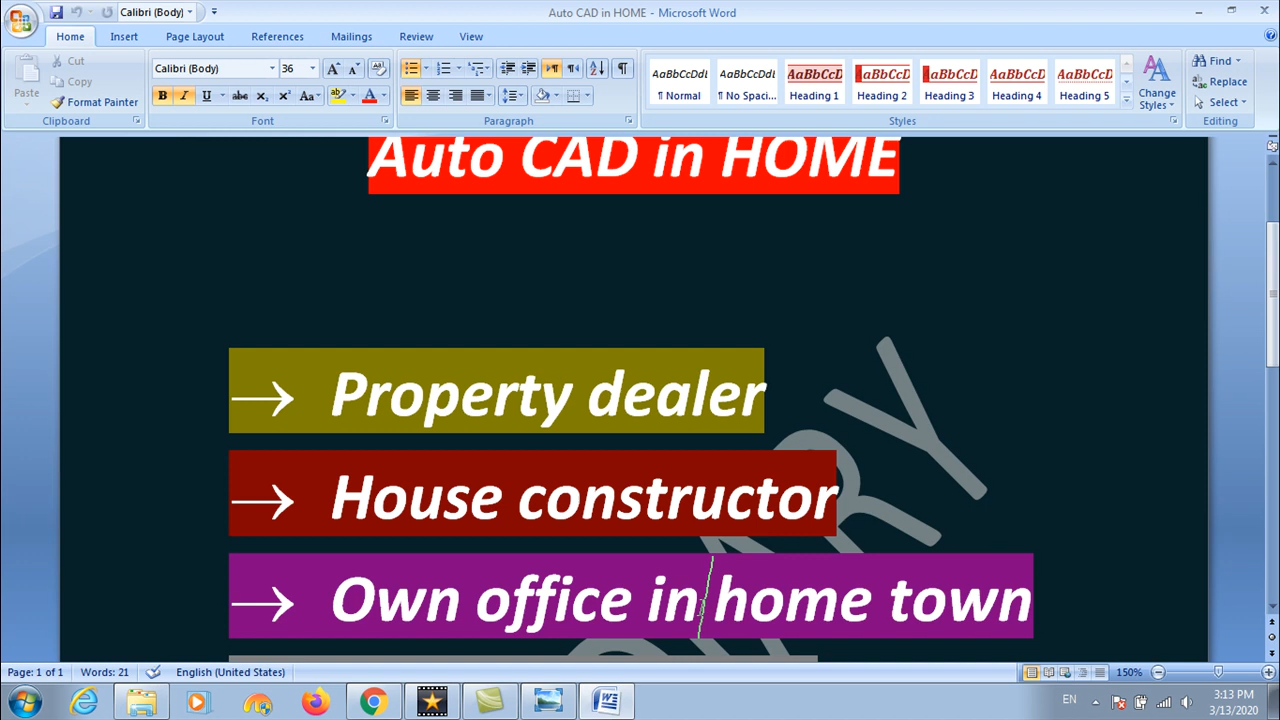 Calibri (Body)
Auto CAD in HOME - Microsoft Word
Home Insert Page Layout References Mailings Review View
Cut
Copy
Format Painter
Paste
Clipboard
Calibri (Body) 36
Font
Paragraph
AaBbCcDdI AaBbCcI AaBbCcD AaBbCcD AaBbCcD AaBbCcD AaBbCcD
¶ Normal ¶ No Spaci... Heading 1 Heading 2 Heading 3 Heading 4 Heading 5
Change
Styles
Styles
Find
Replace
Select
Editing
Auto CAD in HOME
→ Property dealer
→ House constructor
→ Own office in home town
Page: 1 of 1 Words: 21 English (United States) 150%
EN
3:13 PM
3/13/2020